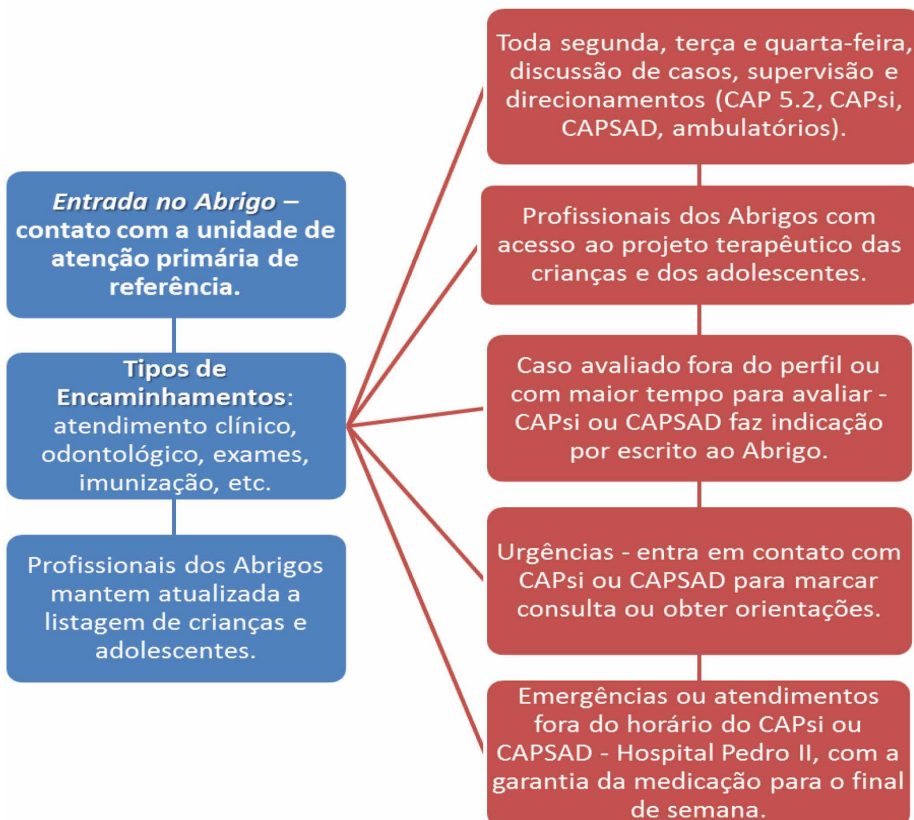 Entrada no Abrigo –
contato com a unidade de
atenção primária de
referência.
Tipos de
Encaminhamentos:
atendimento clínico,
odontológico, exames,
imunização, etc.
Profissionais dos Abrigos
mantem atualizada a
listagem de crianças e
adolescentes.
Toda segunda, terça e quarta-feira,
discussão de casos, supervisão e
direcionamentos (CAP 5.2, CAPsi,
CAPSAD, ambulatórios).
Profissionais dos Abrigos com
acesso ao projeto terapêutico das
crianças e dos adolescentes.
Caso avaliado fora do perfil ou
com maior tempo para avaliar -
CAPsi ou CAPSAD faz indicação
por escrito ao Abrigo.
Urgências - entra em contato com
CAPsi ou CAPSAD para marcar
consulta ou obter orientações.
Emergências ou atendimentos
fora do horário do CAPsi ou
CAPSAD - Hospital Pedro II, com a
garantia da medicação para o final
de semana.